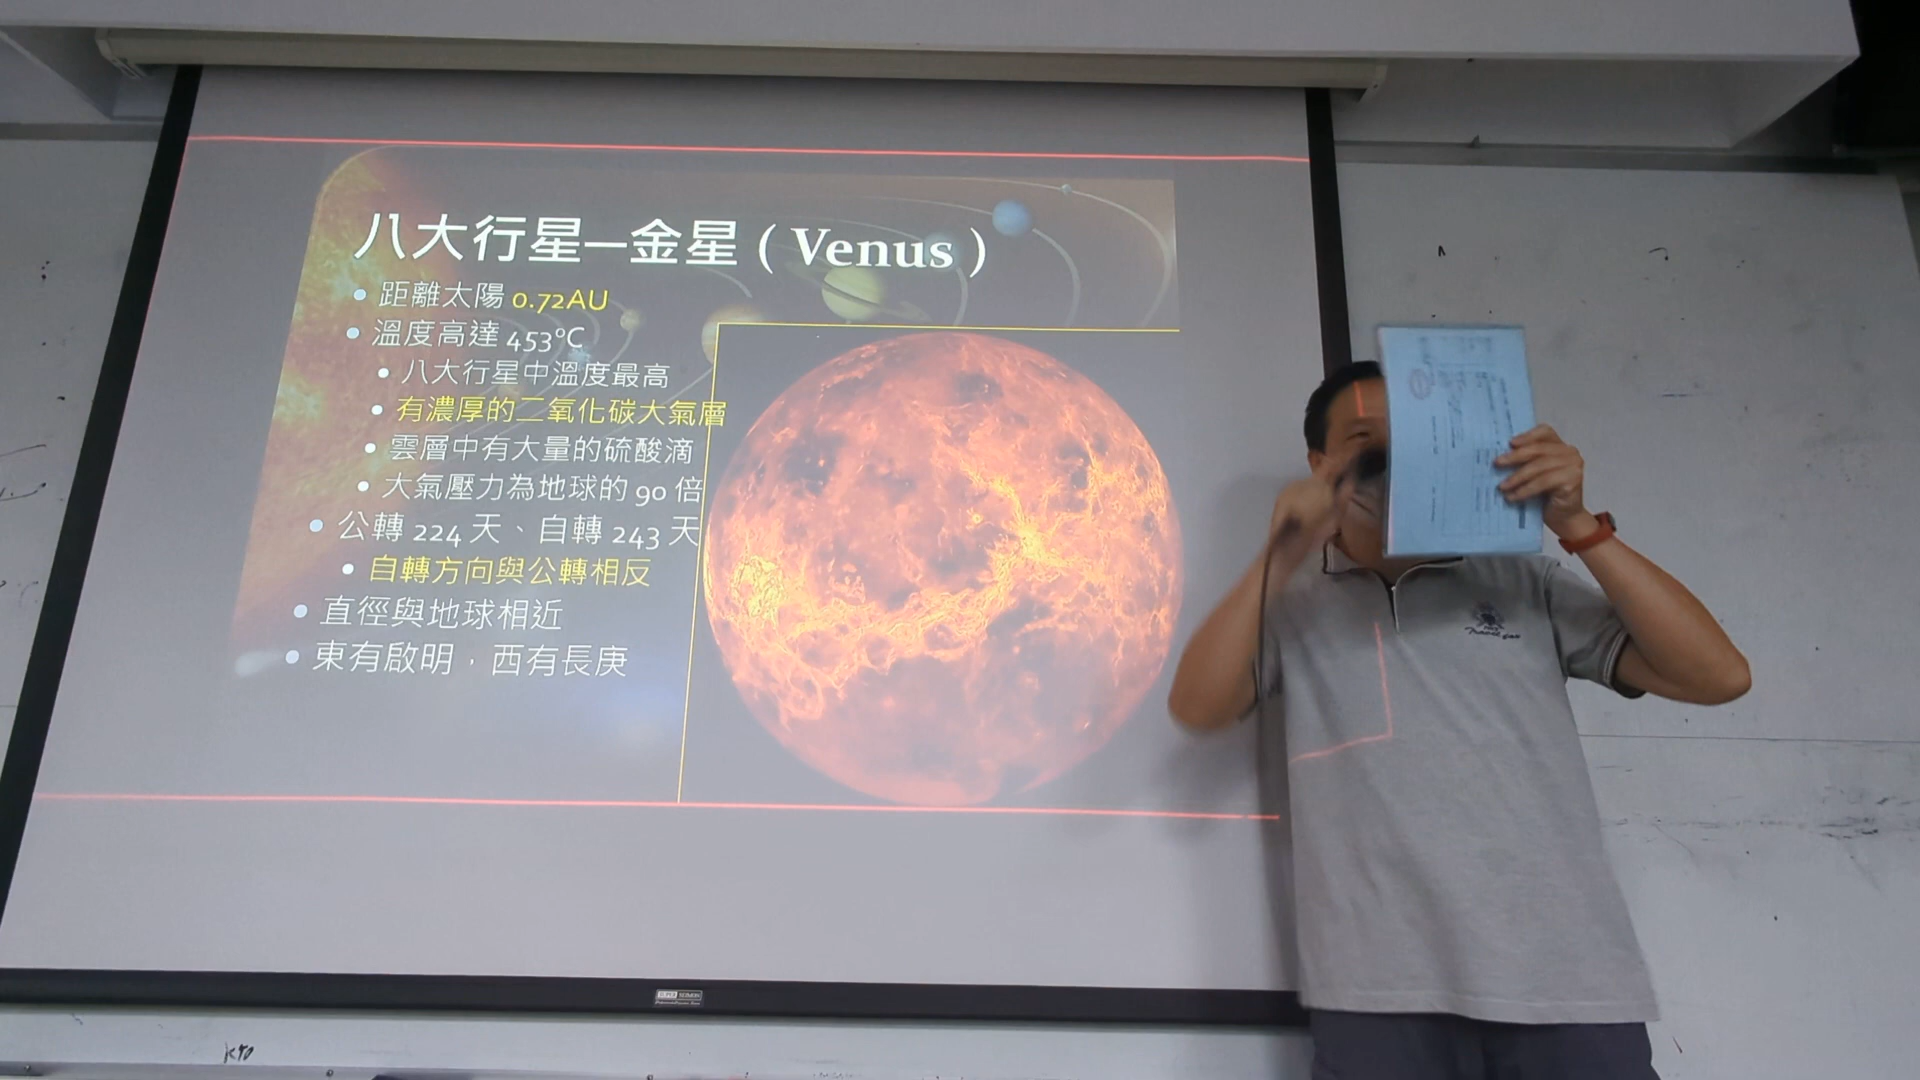 八大行星—金星（Venus）
距離太陽 0.72AU
溫度高達 453°C
八大行星中溫度最高
有濃厚的二氧化碳大氣層
雲層中有大量的硫酸滴
大氣壓力為地球的 90 倍
公轉 224 天、自轉 243 天
自轉方向與公轉相反
直徑與地球相近
東有啟明，西有長庚